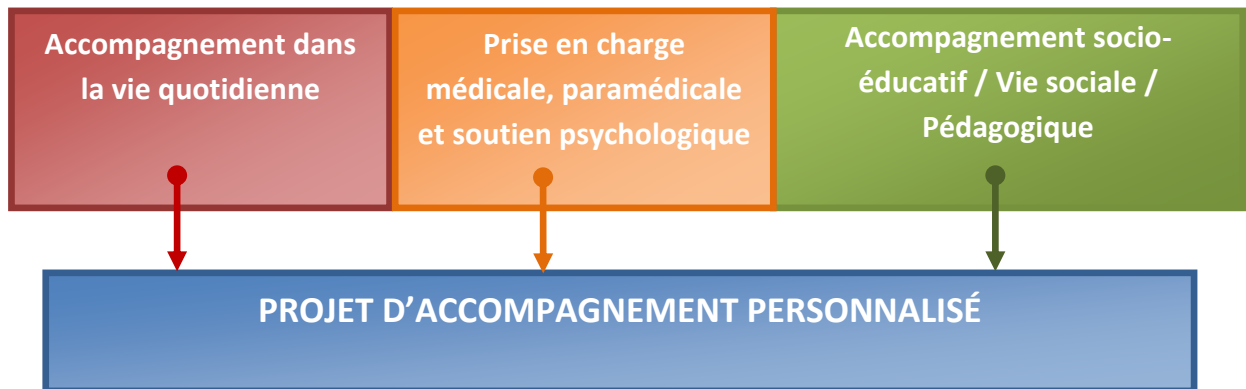 Accompagnement dans
la vie quotidienne
Prise en charge
médicale, paramédicale
et soutien psychologique
Accompagnement socio-
éducatif / Vie sociale /
Pédagogique
PROJET D’ACCOMPAGNEMENT PERSONNALISÉ